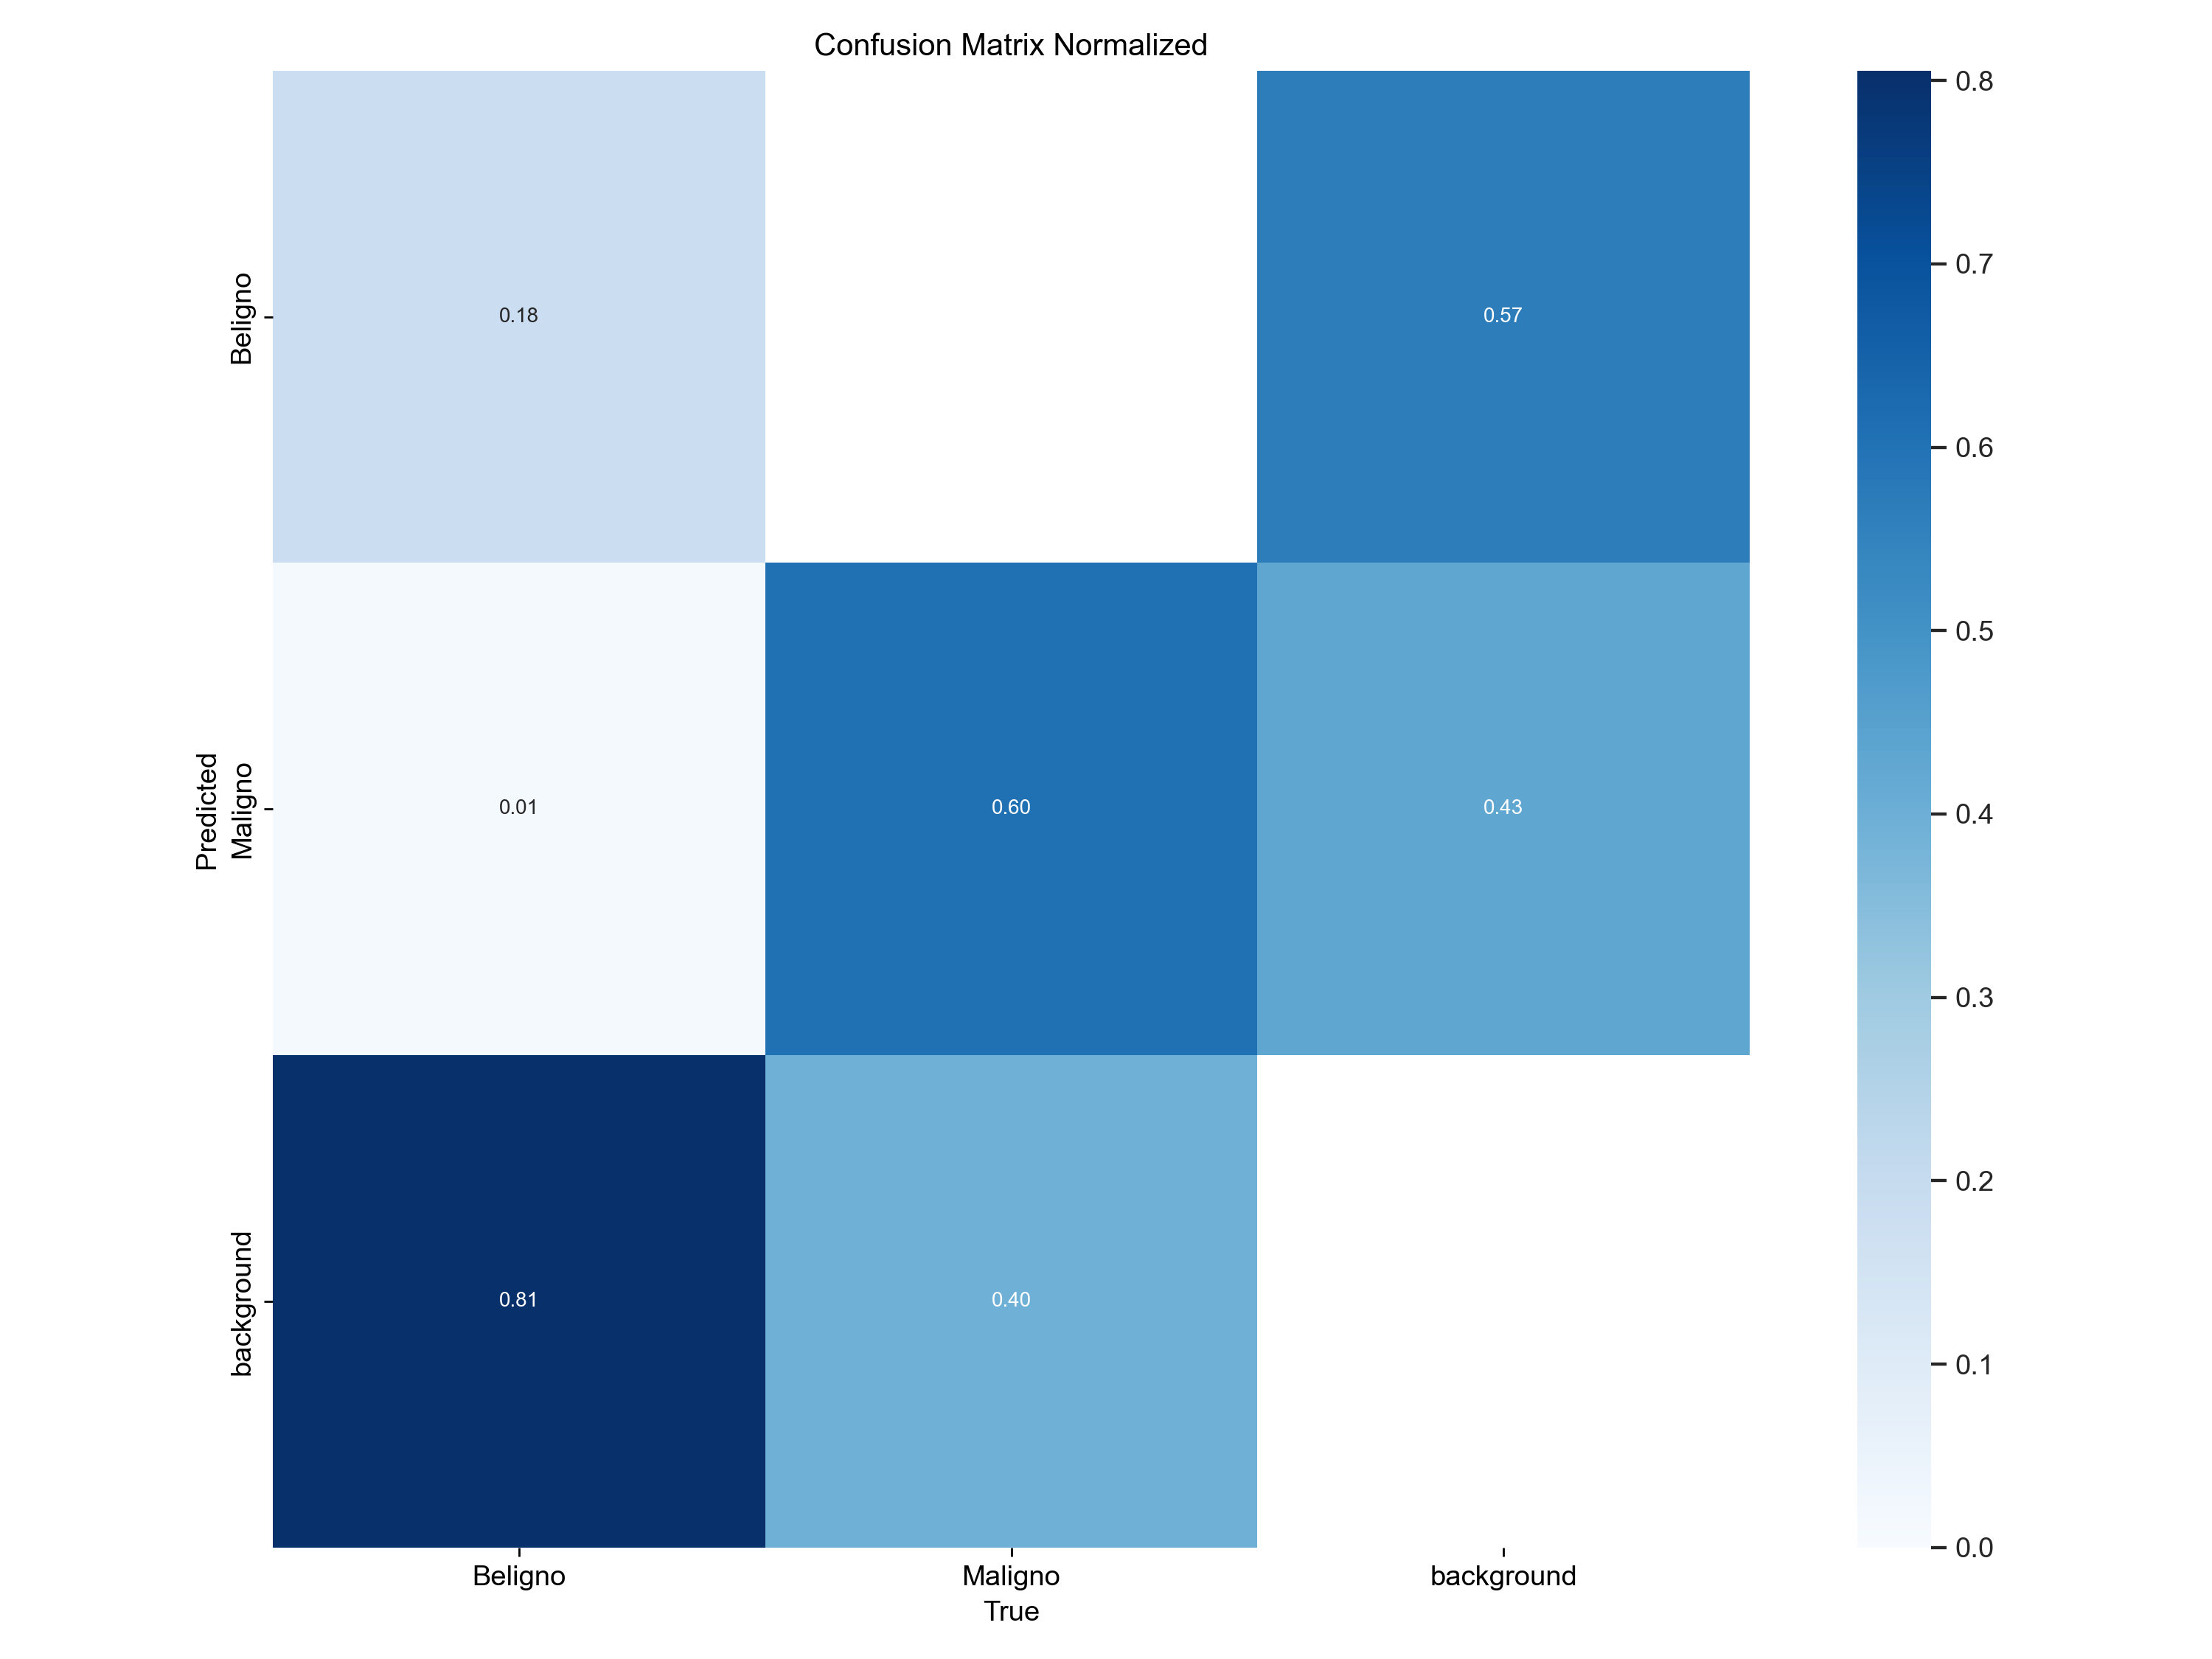 Confusion Matrix Normalized
Predicted
Beligno
0.18
0.57
Maligno
0.01
0.60
0.43
background
0.81
0.40
Beligno
Maligno
background
True
0.8
0.7
0.6
0.5
0.4
0.3
0.2
0.1
0.0